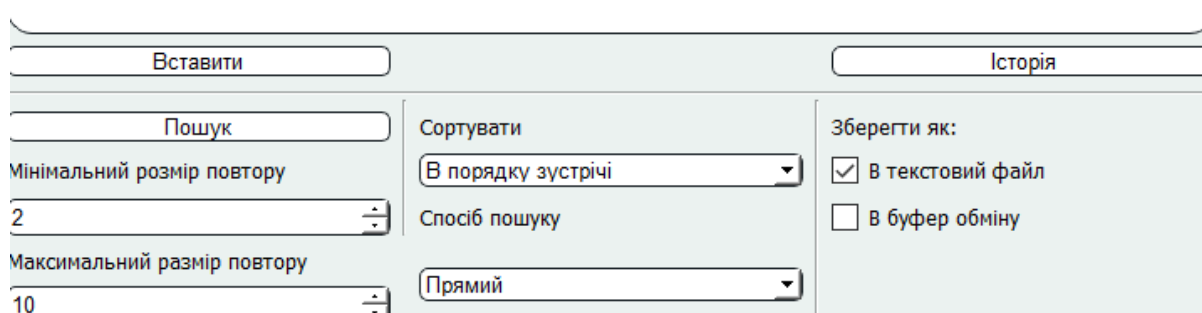 Вставити
Історія
Пошук
Мінімальний розмір повтору
2
Максимальний размір повтору
10
Сортувати
В порядку зустрічі
Спосіб пошуку
Прямий
Зберегти як:
В текстовий файл
В буфер обміну